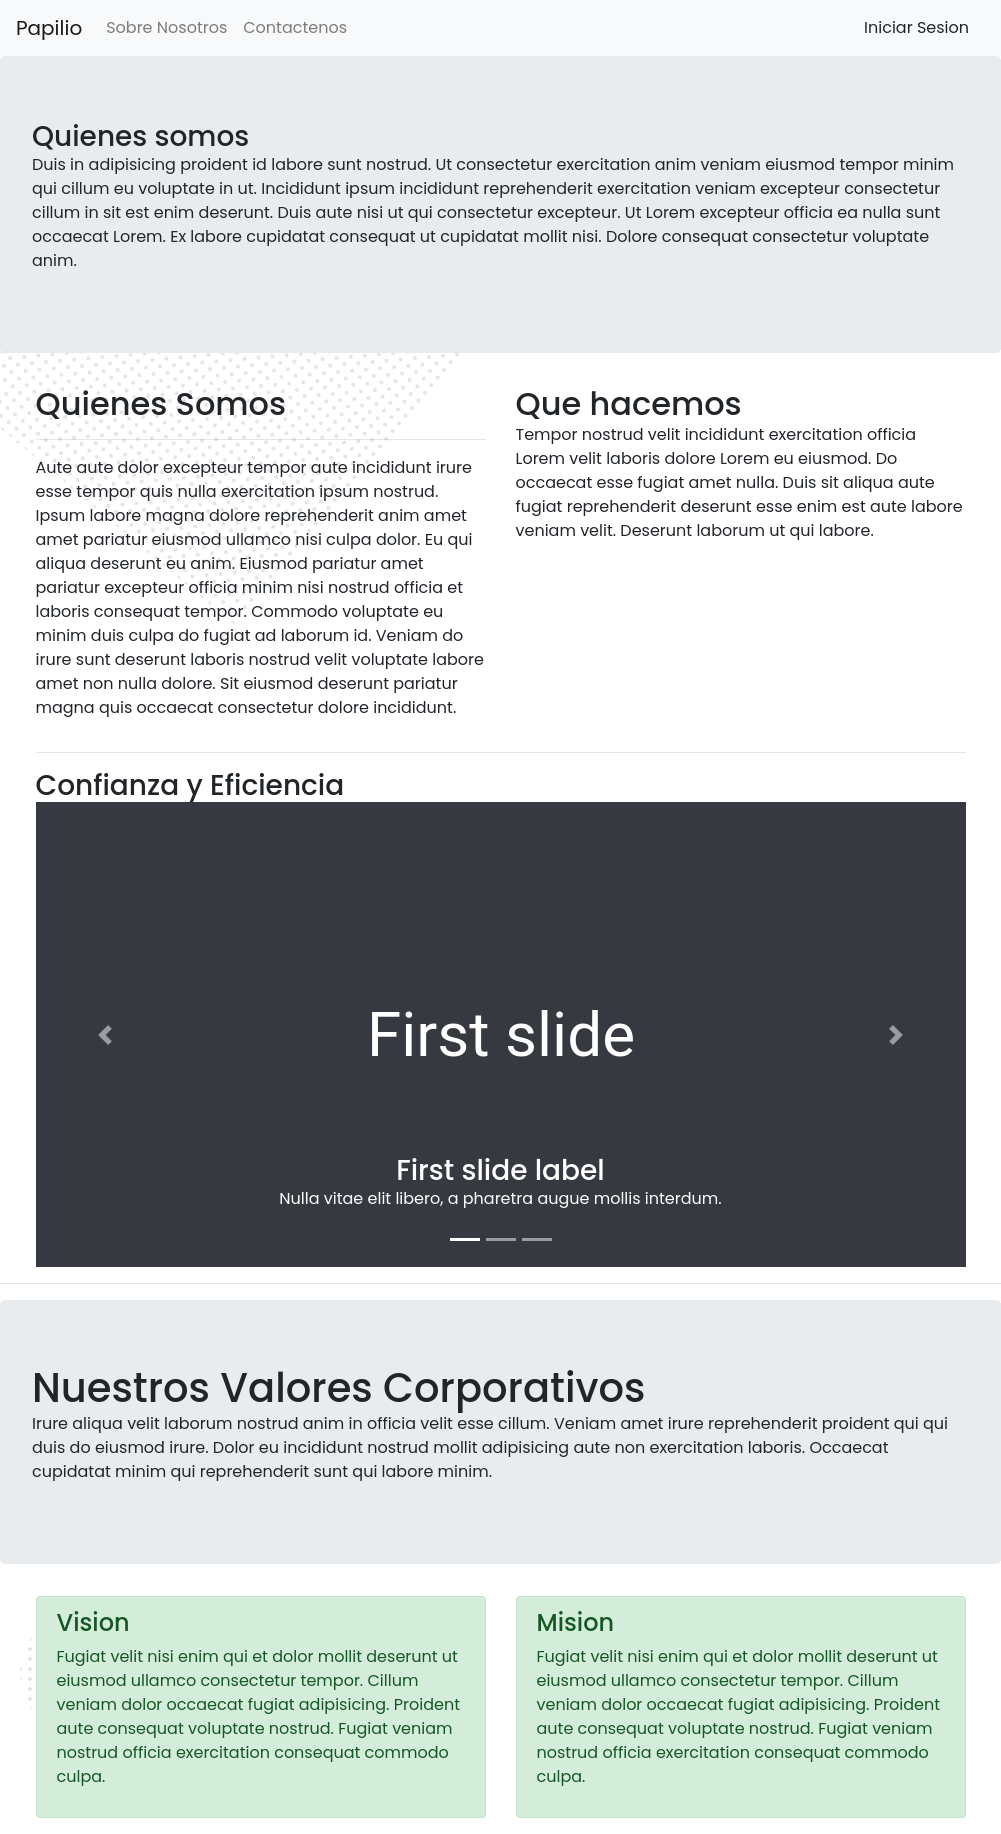 Papilio
Sobre Nosotros
Contactenos
Iniciar Sesion
Quienes somos
Duis in adipisicing proident id labore sunt nostrud. Ut consectetur exercitation anim veniam eiusmod tempor minim
qui cillum eu voluptate in ut. Incididunt ipsum incididunt reprehenderit exercitation veniam excepteur consectetur
cillum in sit est enim deserunt. Duis aute nisi ut qui consectetur excepteur. Ut Lorem excepteur officia ea nulla sunt
occaecat Lorem. Ex labore cupidatat consequat ut cupidatat mollit nisi. Dolore consequat consectetur voluptate
anim.
Quienes Somos
Aute aute dolor excepteur tempor aute incididunt irure
esse tempor quis nulla exercitation ipsum nostrud.
Ipsum labore magna dolore reprehenderit anim amet
amet pariatur eiusmod ullamco nisi culpa dolor. Eu qui
aliqua deserunt eu anim. Eiusmod pariatur amet
pariatur excepteur officia minim nisi nostrud officia et
laboris consequat tempor. Commodo voluptate eu
minim duis culpa do fugiat ad laborum id. Veniam do
irure sunt deserunt laboris nostrud velit voluptate labore
amet non nulla dolore. Sit eiusmod deserunt pariatur
magna quis occaecat consectetur dolore incididunt.
Que hacemos
Tempor nostrud velit incididunt exercitation officia
Lorem velit laboris dolore Lorem eu eiusmod. Do
occaecat esse fugiat amet nulla. Duis sit aliqua aute
fugiat reprehenderit deserunt esse enim est aute labore
veniam velit. Deserunt laborum ut qui labore.
Confianza y Eficiencia
First slide
First slide label
Nulla vitae elit libero, a pharetra augue mollis interdum.
Nuestros Valores Corporativos
Irure aliqua velit laborum nostrud anim in officia velit esse cillum. Veniam amet irure reprehenderit proident qui qui
duis do eiusmod irure. Dolor eu incididunt nostrud mollit adipisicing aute non exercitation laboris. Occaecat
cupidatat minim qui reprehenderit sunt qui labore minim.
Vision
Fugiat velit nisi enim qui et dolor mollit deserunt ut
eiusmod ullamco consectetur tempor. Cillum
veniam dolor occaecat fugiat adipisicing. Proident
aute consequat voluptate nostrud. Fugiat veniam
nostrud officia exercitation consequat commodo
culpa.
Mision
Fugiat velit nisi enim qui et dolor mollit deserunt ut
eiusmod ullamco consectetur tempor. Cillum
veniam dolor occaecat fugiat adipisicing. Proident
aute consequat voluptate nostrud. Fugiat veniam
nostrud officia exercitation consequat commodo
culpa.